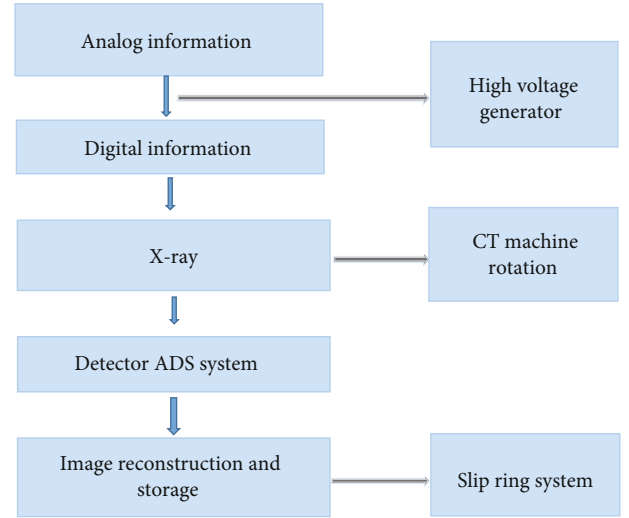 Analog information
High voltage
generator
Digital information
X-ray
CT machine
rotation
Detector ADS system
Image reconstruction and
storage
Slip ring system